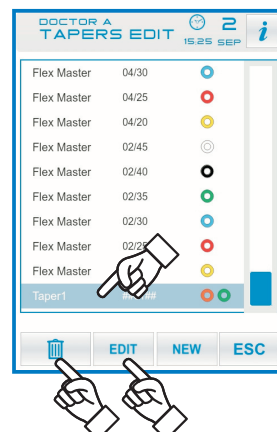 DOCTOR A
TAPERS EDIT
15.25
2
SEP
i
Flex Master 04/30
Flex Master 04/25
Flex Master 04/20
Flex Master 02/45
Flex Master 02/40
Flex Master 02/35
Flex Master 02/30
Flex Master 02/25
Flex Master
Taper1
EDIT NEW ESC